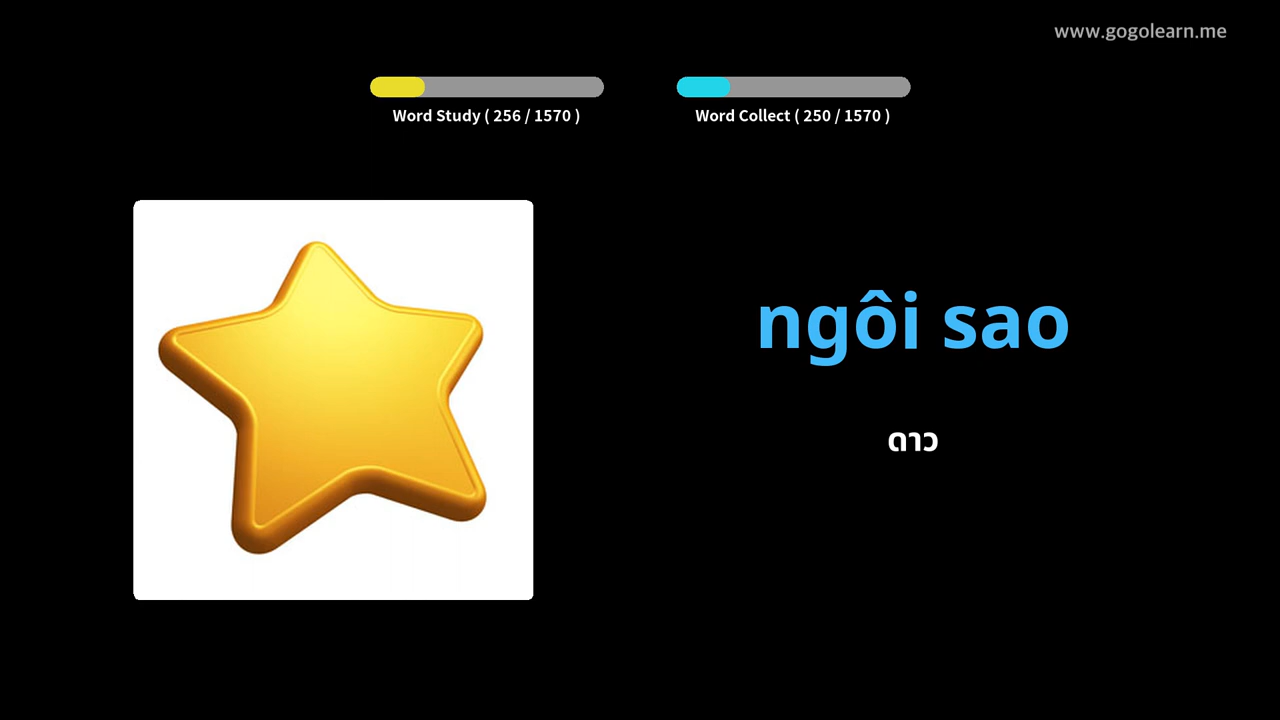 www.gogolearn.me
Word Study ( 256 / 1570 )
Word Collect ( 250 / 1570 )
ngôi sao
ดาว